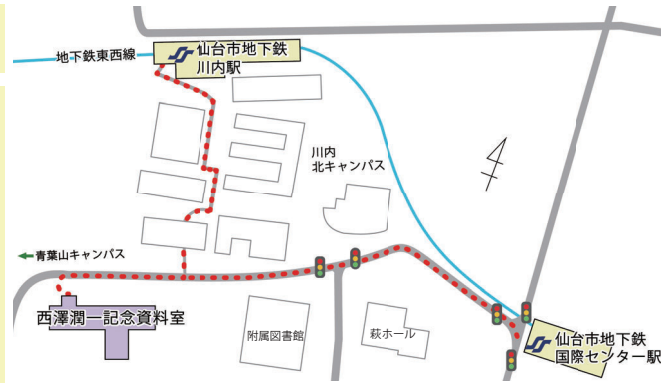 地下鉄東西線
仙台市地下鉄
川内駅
川内
北キャンパス
青葉山キャンパス
西澤潤一記念資料室
附属図書館
萩ホール
仙台市地下鉄
国際センター駅